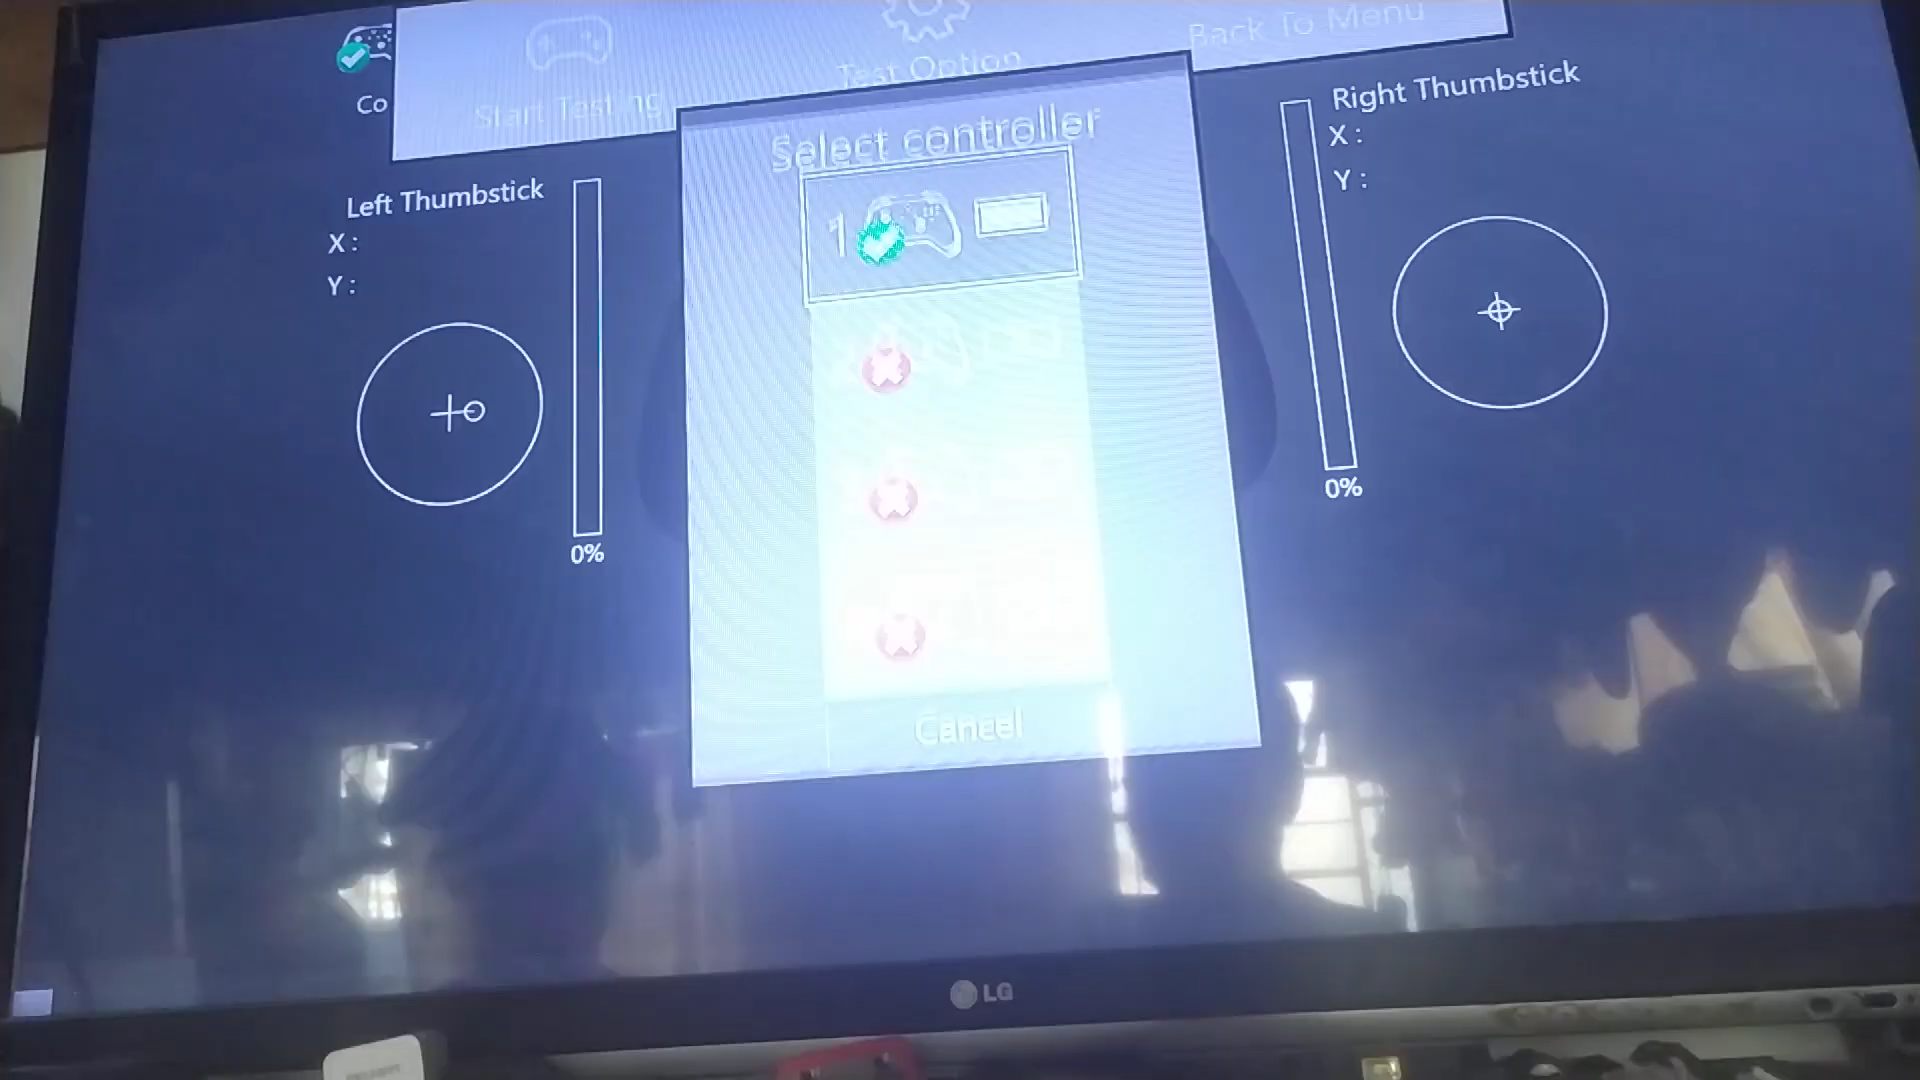 Start Testing
Test Option
Back To Menu
Co
Select controller
1
Cancel
Left Thumbstick
X :
Y :
0%
Right Thumbstick
X :
Y :
0%
LG